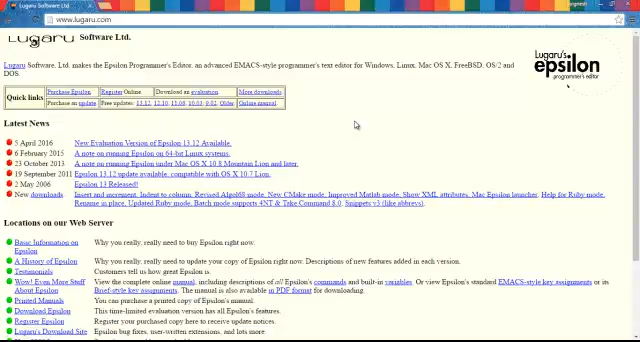 Lugaru Software Ltd.
www.lugaru.com
Lugaru Software Ltd.
Lugaru's
epsilon
programmer's editor
Lugaru Software, Ltd. makes the Epsilon Programmer's Editor, an advanced EMACS-style programmer's text editor for Windows, Linux, Mac OS X, FreeBSD, OS/2 and
DOS.
Quick links
Purchase Epsilon. Register Online. Download an evaluation. More downloads
Purchase an update. Free updates: 13.12, 12.10, 11.06, 10.03, 9.02, Older. Online manual.
Latest News
5 April 2016 New Evaluation Version of Epsilon 13.12 Available.
6 February 2015 A note on running Epsilon on 64-bit Linux systems.
23 October 2013 A note on running Epsilon under Mac OS X 10.8 Mountain Lion and later.
19 September 2011 Epsilon 13.12 update available, compatible with OS X 10.7 Lion.
2 May 2006 Epsilon 13 Released!
New downloads Insert and increment, Indent to column, Revised Algol68 mode, New CMake mode, Improved Matlab mode, Show XML attributes, Mac Epsilon launcher, Help for Ruby mode,
Rename in place, Updated Ruby mode, Batch mode supports 4NT & Take Command 8.0, Snippets v3 (like abbrevs).
Locations on our Web Server
Basic Information on Epsilon Why you really, really need to buy Epsilon right now.
A History of Epsilon Why you really, really need to update your copy of Epsilon right now. Descriptions of new features added in each version.
Testimonials Customers tell us how great Epsilon is.
Wow! Even More Stuff About Epsilon View the complete online manual, including descriptions of all Epsilon's commands and built-in variables. Or view Epsilon's standard EMACS-style key assignments or its
Brief-style key assignments. The manual is also available in PDF format for downloading.
Printed Manuals You can purchase a printed copy of Epsilon's manual.
Download Epsilon This time-limited evaluation version has all Epsilon's features.
Register Epsilon Register your purchased copy here to receive update notices.
Lugaru's Download Site Epsilon bug fixes, user-written extensions, and lots more.